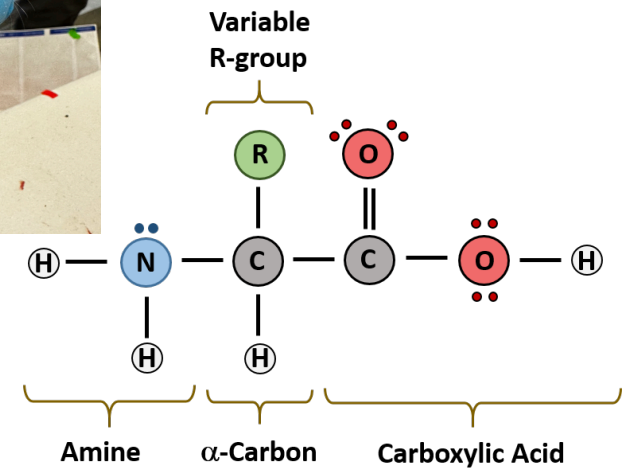 Variable
R-group
R O
H N C C O H
H H
Amine α-Carbon Carboxylic Acid